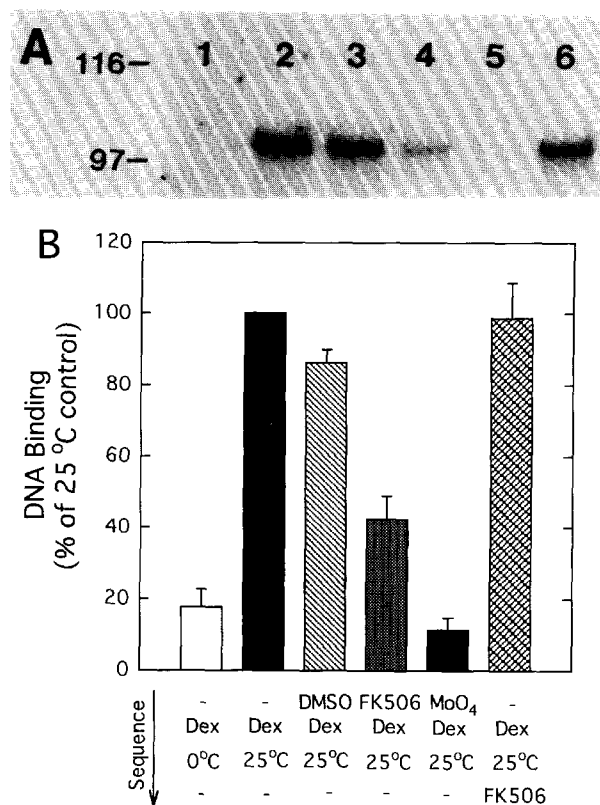 A 116– 1 2 3 4 5 6
97–
B
120
100
80
60
40
20
0
DNA Binding
(% of 25 °C control)
Sequence
- - DMSO FK506 MoO₄ -
Dex Dex Dex Dex Dex Dex
0°C 25°C 25°C 25°C 25°C 25°C
- - - - - FK506